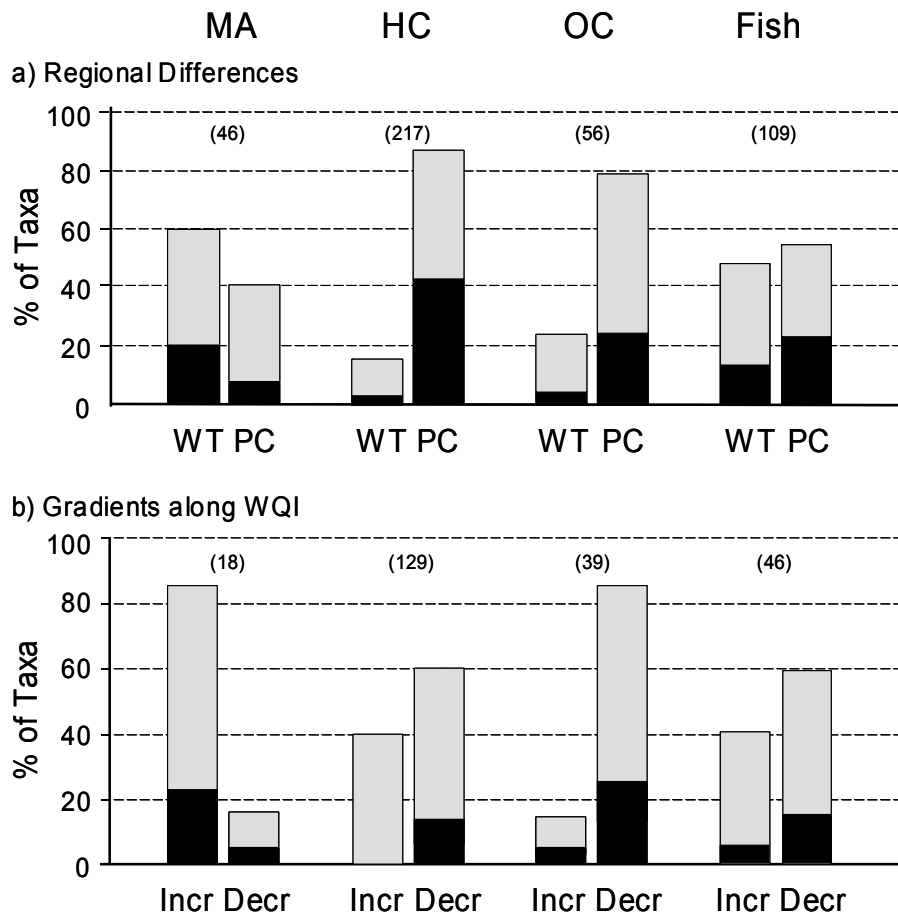 MA HC OC Fish
a) Regional Differences
100
(46) (217) (56) (109)
80
60
40
20
0
% of Taxa
WT PC WT PC WT PC WT PC
b) Gradients along WQI
100
(18) (129) (39) (46)
80
60
40
20
0
% of Taxa
Incr Decr Incr Decr Incr Decr Incr Decr